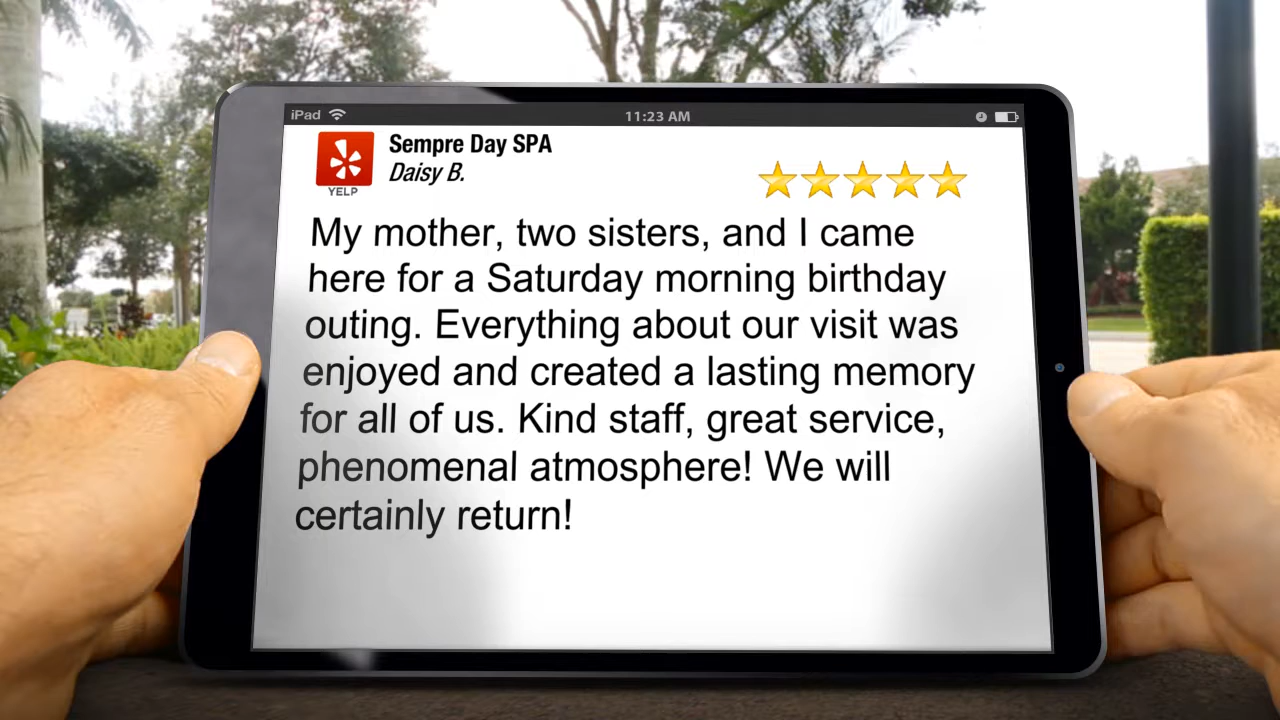 iPad 11:23 AM
Sempre Day SPA
Daisy B.
YELP
My mother, two sisters, and I came
here for a Saturday morning birthday
outing. Everything about our visit was
enjoyed and created a lasting memory
for all of us. Kind staff, great service,
phenomenal atmosphere! We will
certainly return!